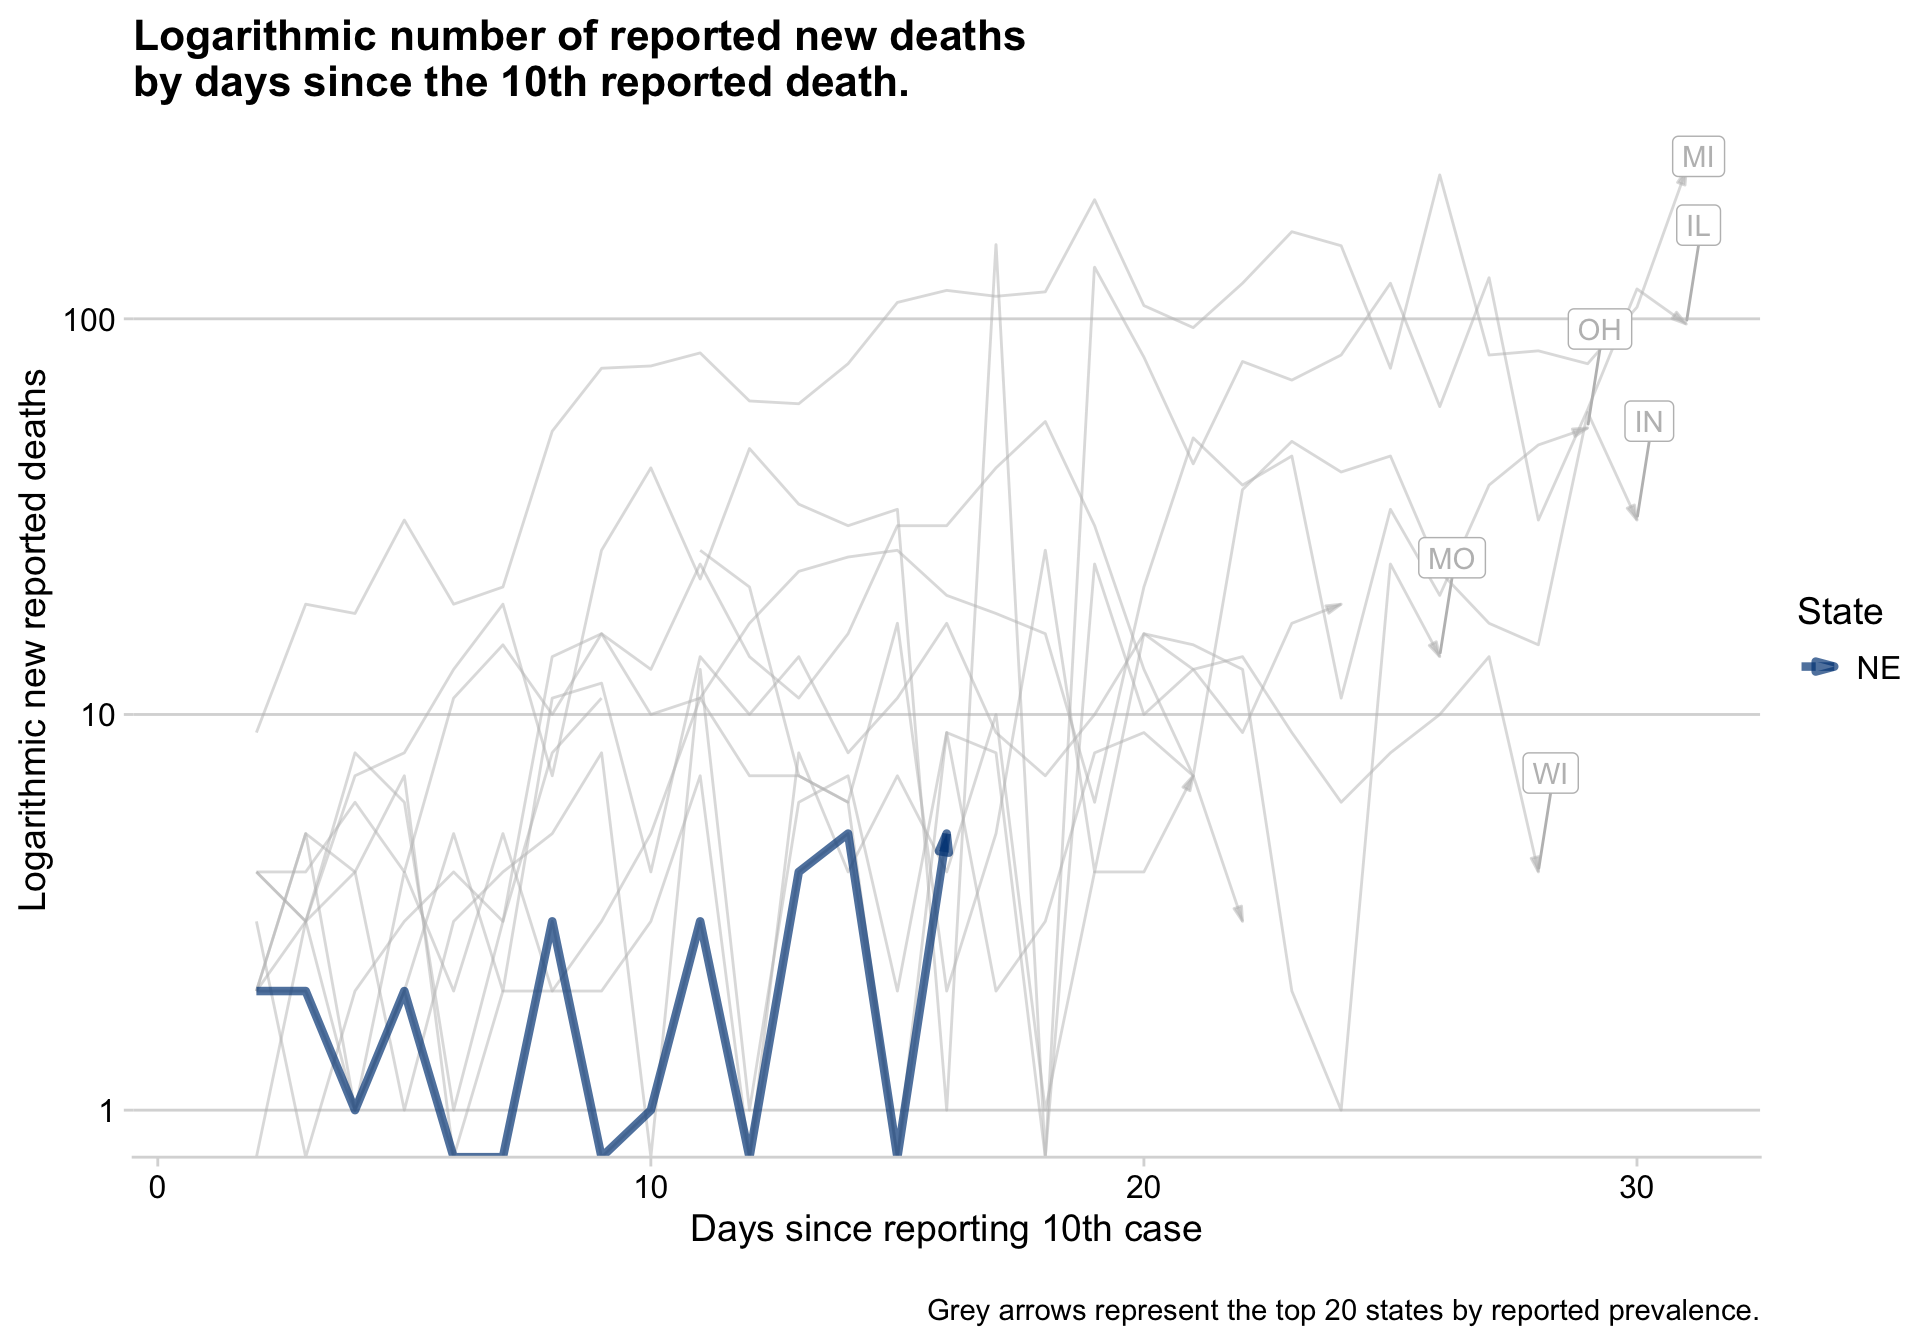 Logarithmic number of reported new deaths
by days since the 10th reported death.
MI
IL
100
OH
IN
MO
State
NE
10
WI
1
Logarithmic new reported deaths
0
10
20
30
Days since reporting 10th case
Grey arrows represent the top 20 states by reported prevalence.